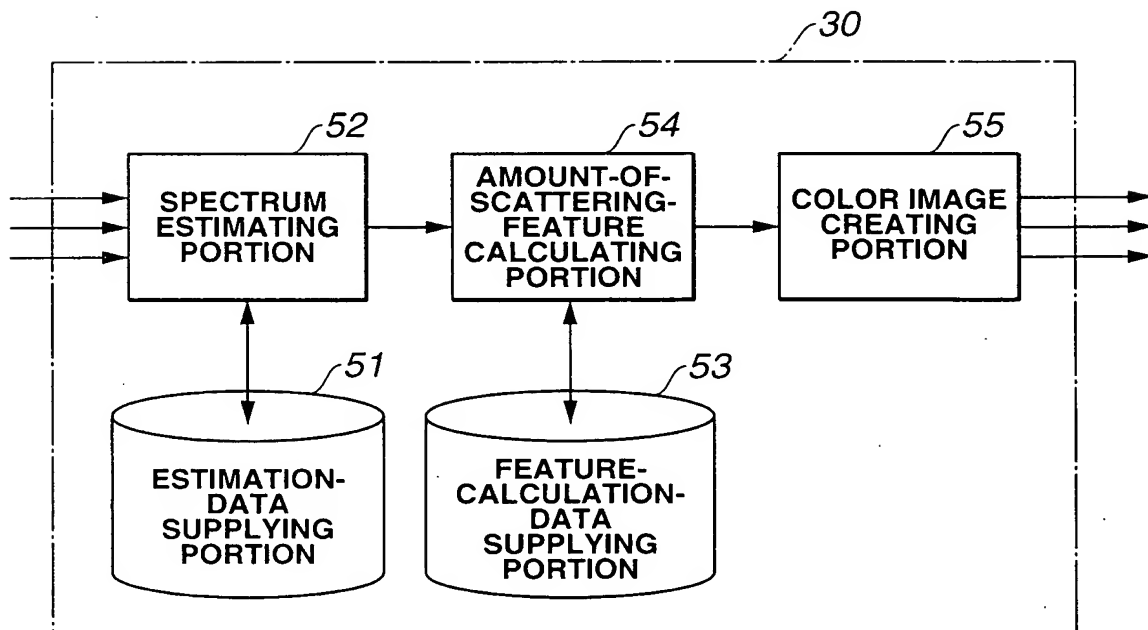 30
52
SPECTRUM
ESTIMATING
PORTION
54
AMOUNT-OF-
SCATTERING-
FEATURE
CALCULATING
PORTION
55
COLOR IMAGE
CREATING
PORTION
51
ESTIMATION-
DATA
SUPPLYING
PORTION
53
FEATURE-
CALCULATION-
DATA
SUPPLYING
PORTION